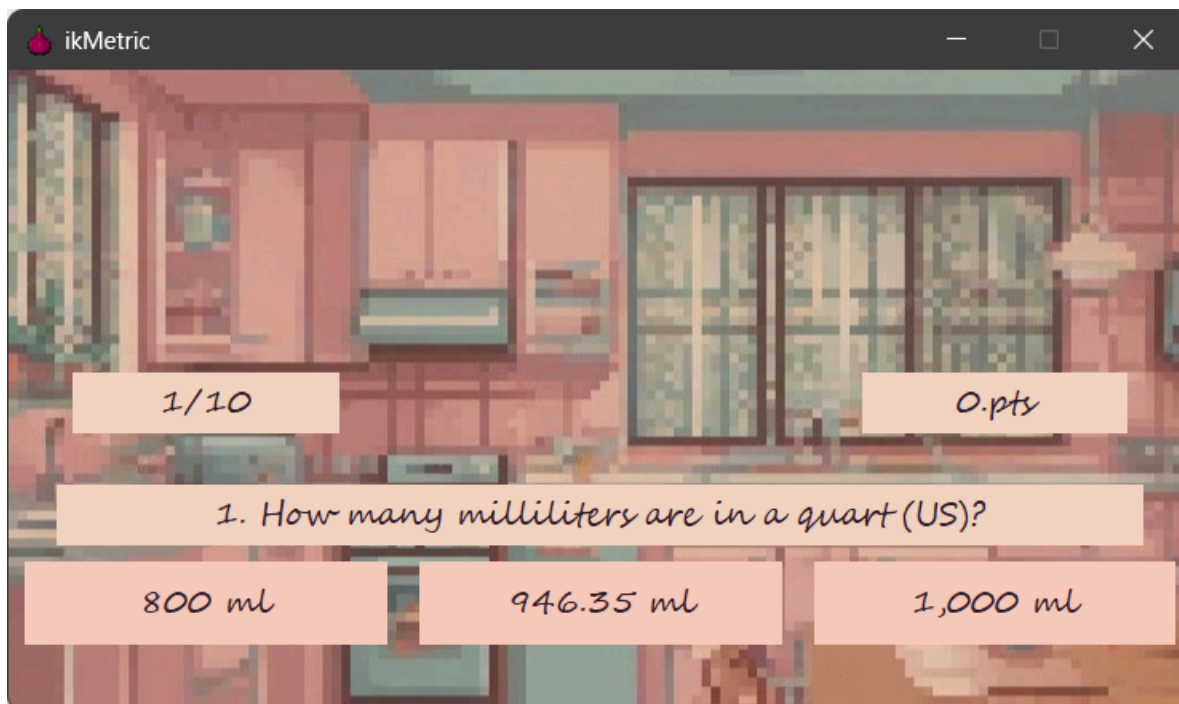 ikMetric
1/10
0.pts
1. How many milliliters are in a quart (US)?
800 ml
946.35 ml
1,000 ml